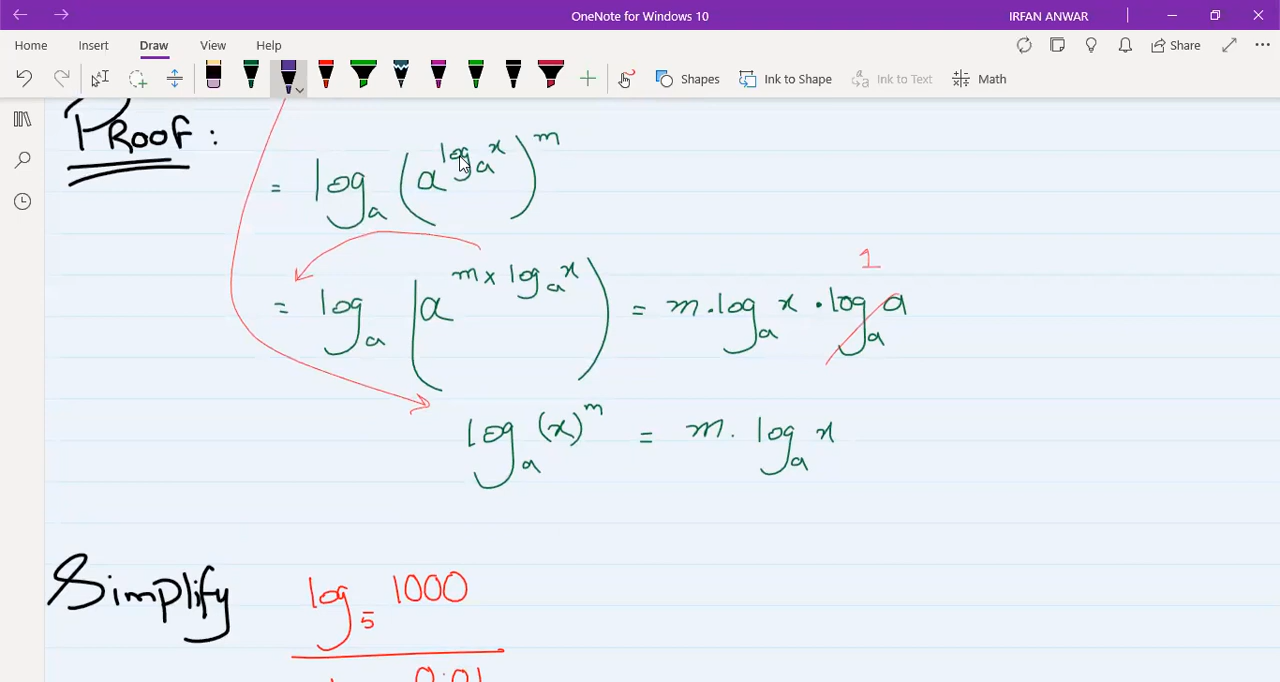 OneNote for Windows 10 IRFAN ANWAR
Home Insert Draw View Help Share
Shapes Ink to Shape Ink to Text Math
Proof :
= log_a (a^(log_a x))^m
1
= log_a (a^(m × log_a x)) = m · log_a x · log_a a
log_a (x)^m = m · log_a x
Simplify log_5 1000